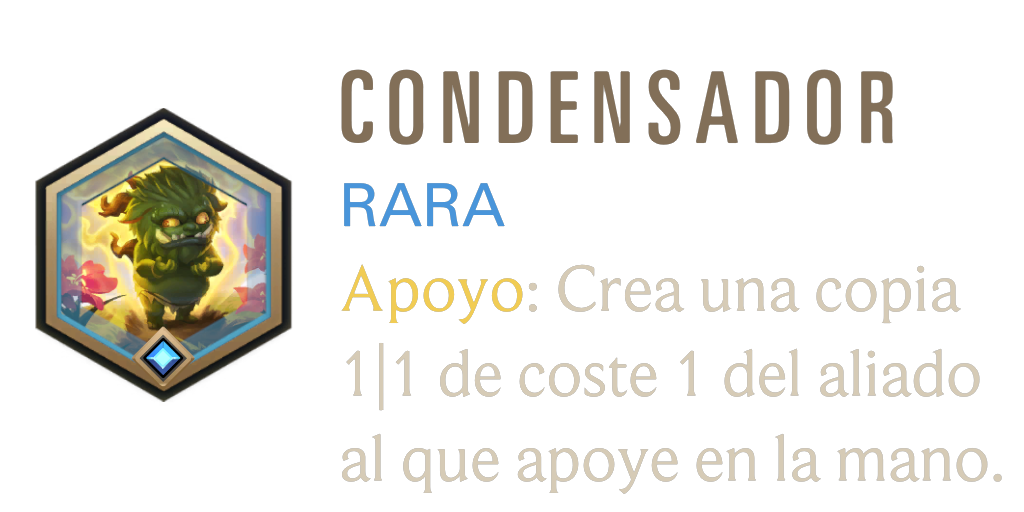 CONDENSADOR
RARA
Apoyo: Crea una copia
1|1 de coste 1 del aliado
al que apoye en la mano.